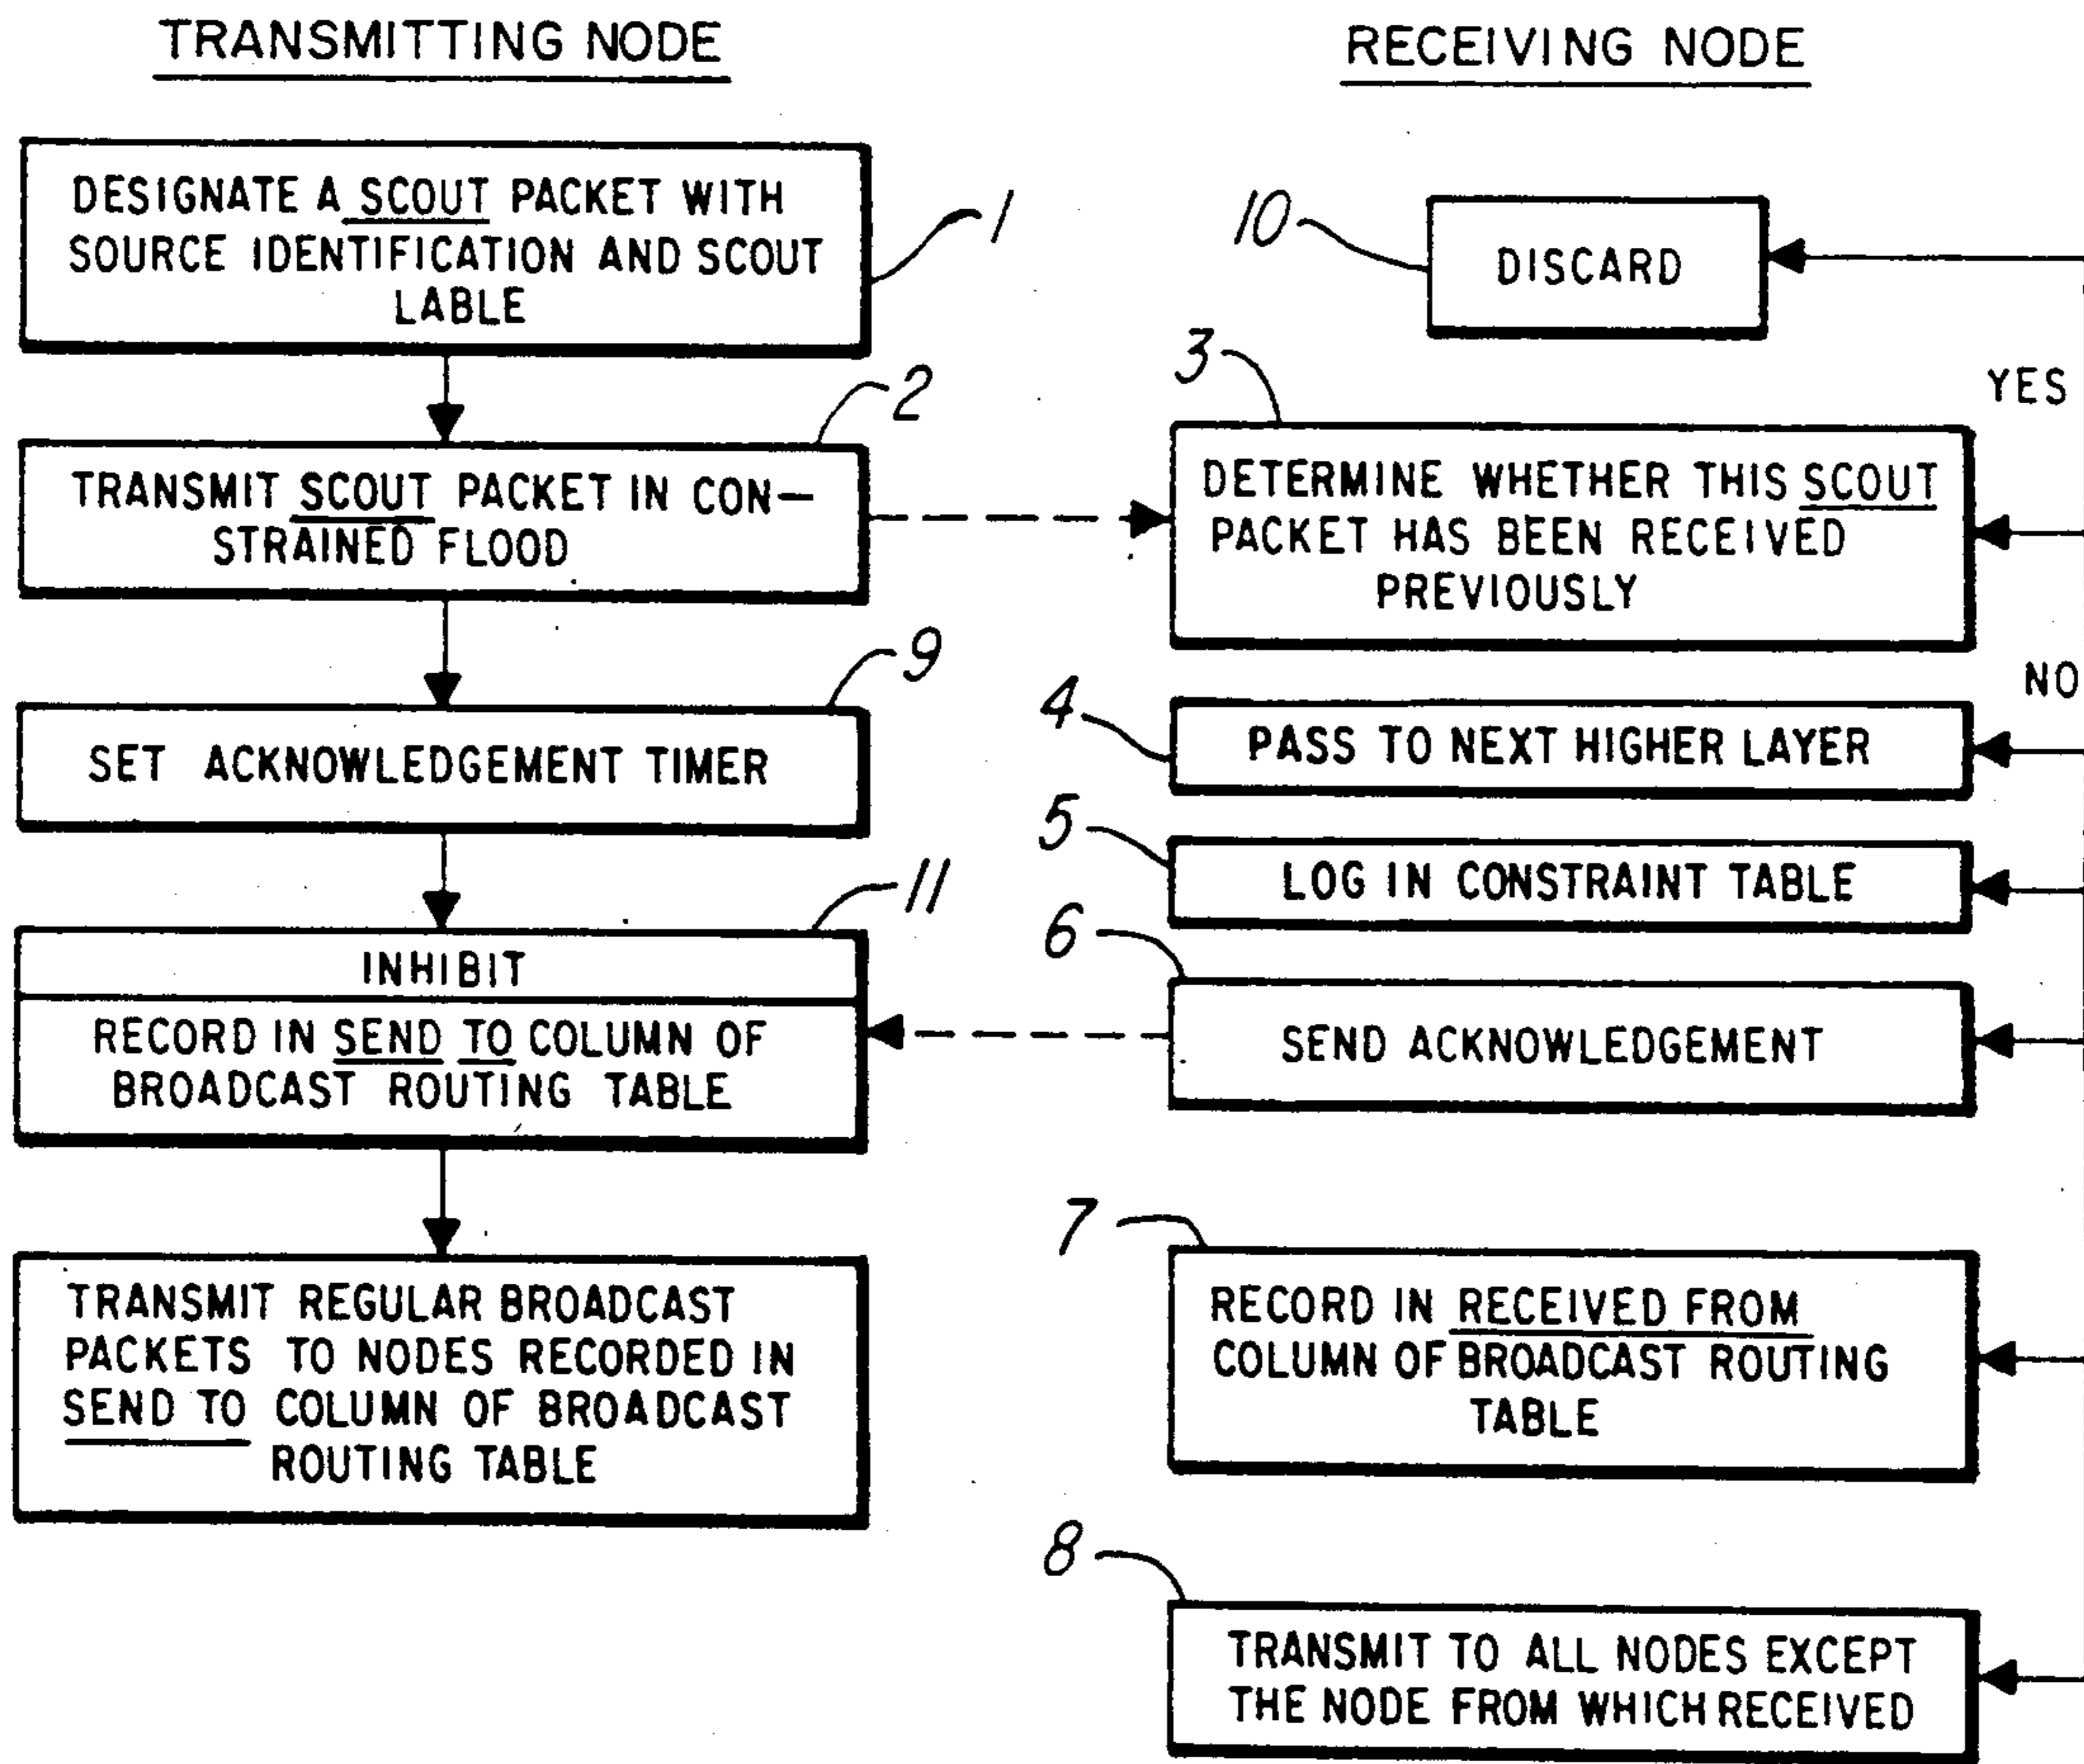 TRANSMITTING NODE
DESIGNATE A SCOUT PACKET WITH
SOURCE IDENTIFICATION AND SCOUT
LABLE
1
TRANSMIT SCOUT PACKET IN CON-
STRAINED FLOOD
2
SET ACKNOWLEDGEMENT TIMER
9
INHIBIT
RECORD IN SEND TO COLUMN OF
BROADCAST ROUTING TABLE
11
TRANSMIT REGULAR BROADCAST
PACKETS TO NODES RECORDED IN
SEND TO COLUMN OF BROADCAST
ROUTING TABLE
RECEIVING NODE
10
DISCARD
YES
3
DETERMINE WHETHER THIS SCOUT
PACKET HAS BEEN RECEIVED
PREVIOUSLY
NO
4
PASS TO NEXT HIGHER LAYER
5
LOG IN CONSTRAINT TABLE
6
SEND ACKNOWLEDGEMENT
7
RECORD IN RECEIVED FROM
COLUMN OF BROADCAST ROUTING
TABLE
8
TRANSMIT TO ALL NODES EXCEPT
THE NODE FROM WHICH RECEIVED